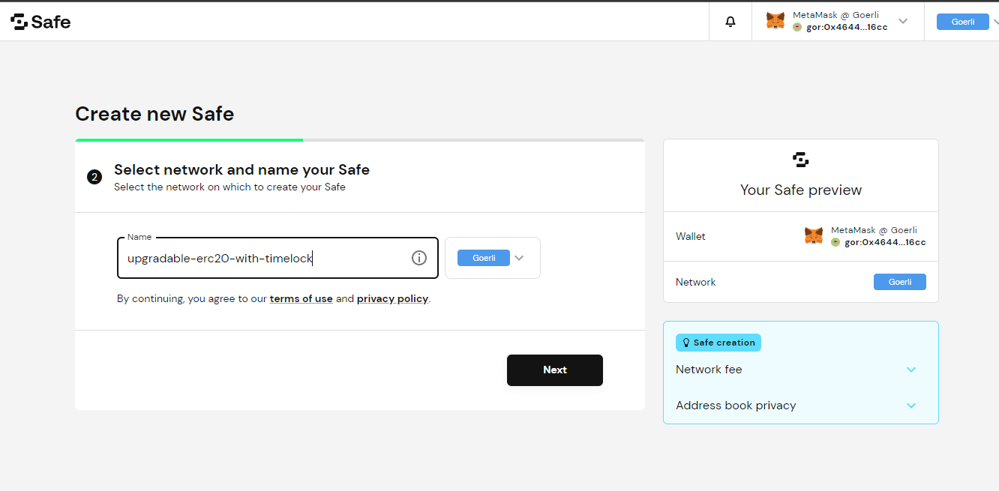 Safe
MetaMask @ Goerli
gor:0x4644...16cc
Goerli
Create new Safe
2
Select network and name your Safe
Select the network on which to create your Safe
Name
upgradable-erc20-with-timelock
Goerli
By continuing, you agree to our terms of use and privacy policy.
Next
Your Safe preview
Wallet
MetaMask @ Goerli
gor:0x4644...16cc
Network
Goerli
Safe creation
Network fee
Address book privacy